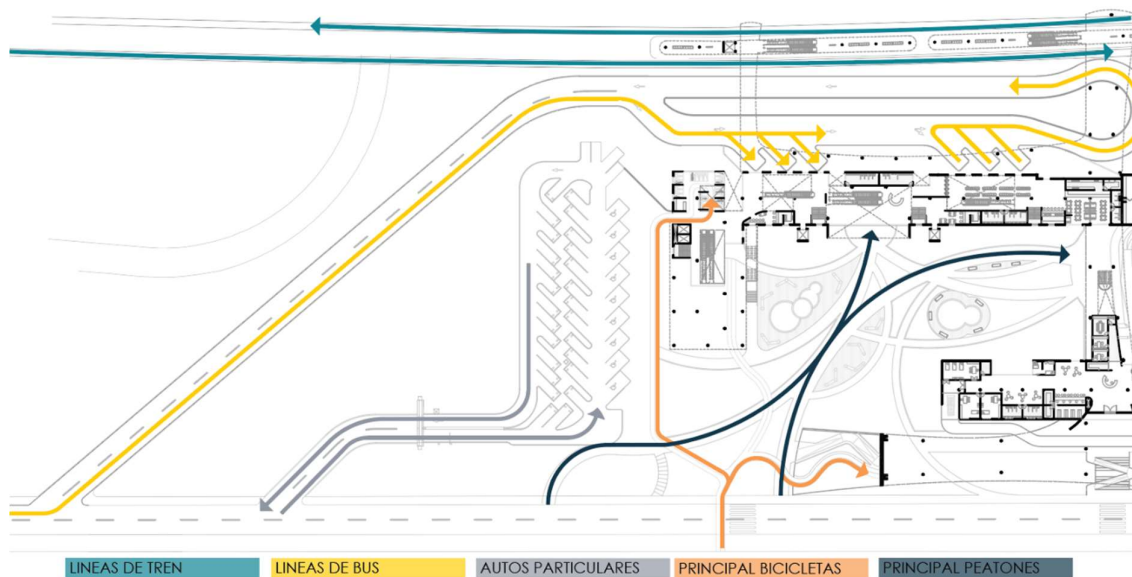 LINEAS DE TREN
LINEAS DE BUS
AUTOS PARTICULARES
PRINCIPAL BICICLETAS
PRINCIPAL PEATONES